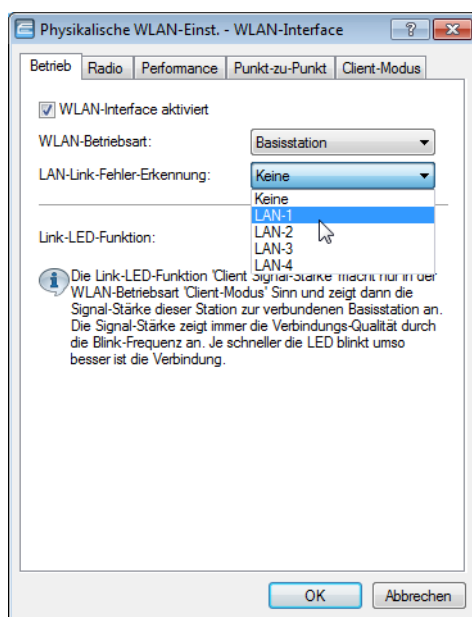 Physikalische WLAN-Einst. - WLAN-Interface
Betrieb Radio Performance Punkt-zu-Punkt Client-Modus
WLAN-Interface aktiviert
WLAN-Betriebsart: Basisstation
LAN-Link-Fehler-Erkennung: Keine
Keine
LAN-1
LAN-2
LAN-3
LAN-4
Link-LED-Funktion:
Die Link-LED-Funktion 'Client Signal-Stärke' macht nur in der
WLAN-Betriebsart 'Client-Modus' Sinn und zeigt dann die
Signal-Stärke dieser Station zur verbundenen Basisstation an.
Die Signal-Stärke zeigt immer die Verbindungs-Qualität durch
die Blink-Frequenz an. Je schneller die LED blinkt umso
besser ist die Verbindung.
OK Abbrechen